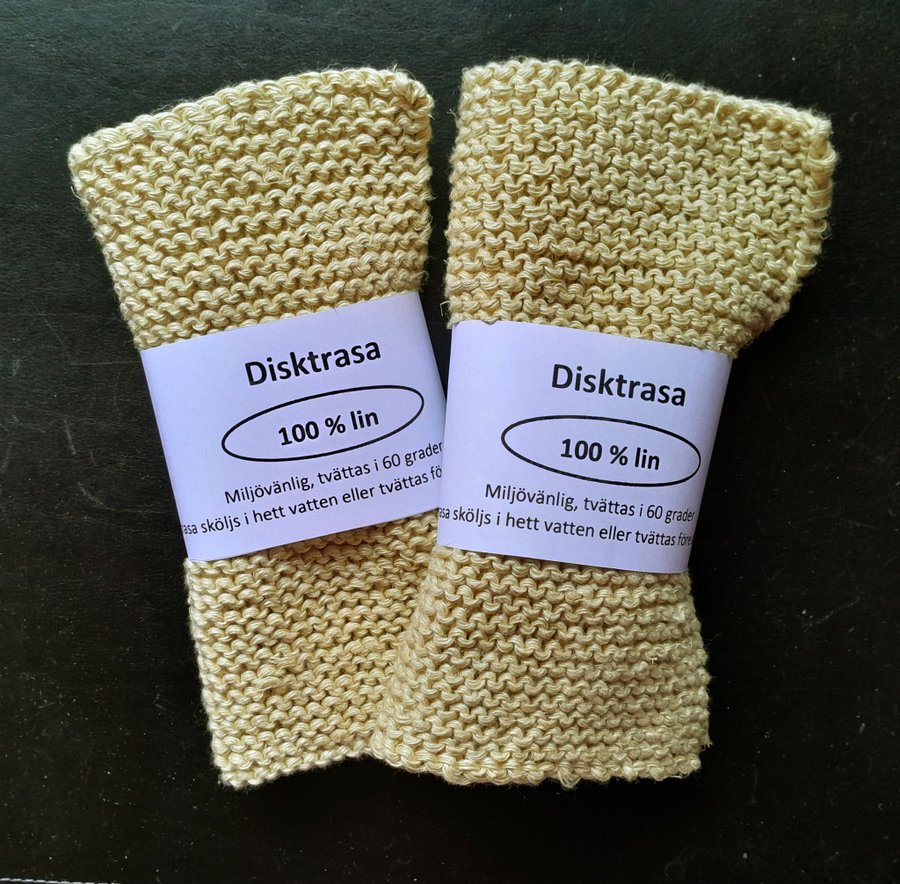 Disktrasa
100 % lin
Miljövänlig, tvättas i 60 grader
sköljs i hett vatten eller tvättas
Disktrasa
100 % lin
Miljövänlig, tvättas i 60 grader
sköljs i hett vatten eller tvättas före